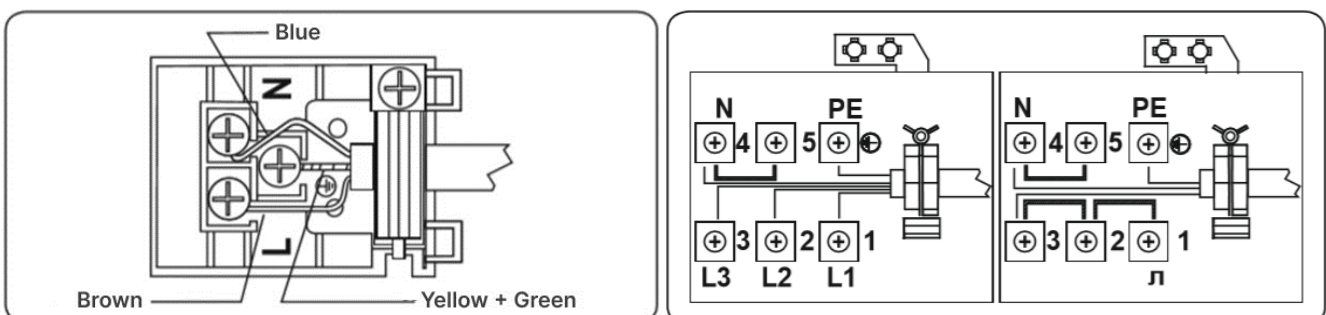 Blue
N
L
Brown
Yellow + Green
N PE
4 5
3 2 1
L3 L2 L1
N PE
4 5
3 2 1
л